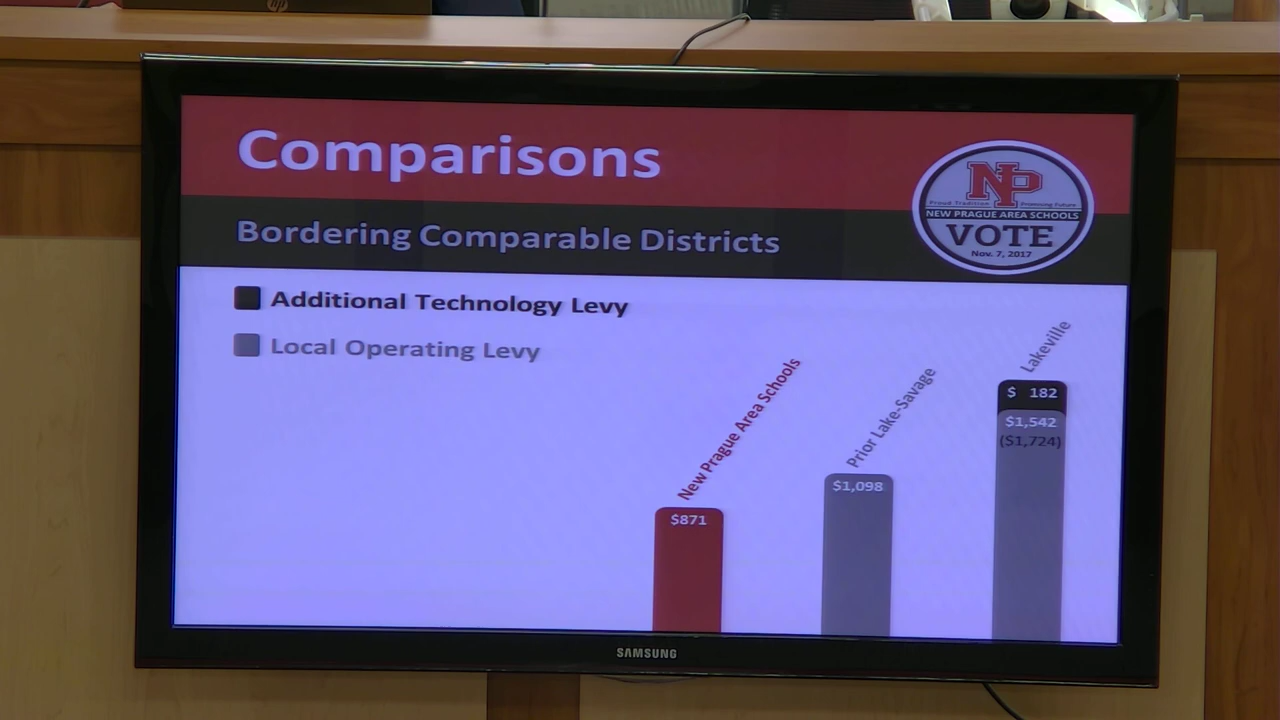 Comparisons
NP
Proud Tradition Promising Future
NEW PRAGUE AREA SCHOOLS
VOTE
Nov. 7, 2017
Bordering Comparable Districts
Additional Technology Levy
Local Operating Levy
New Prague Area Schools
$871
Prior Lake-Savage
$1,098
Lakeville
$ 182
$1,542
($1,724)
SAMSUNG
hp